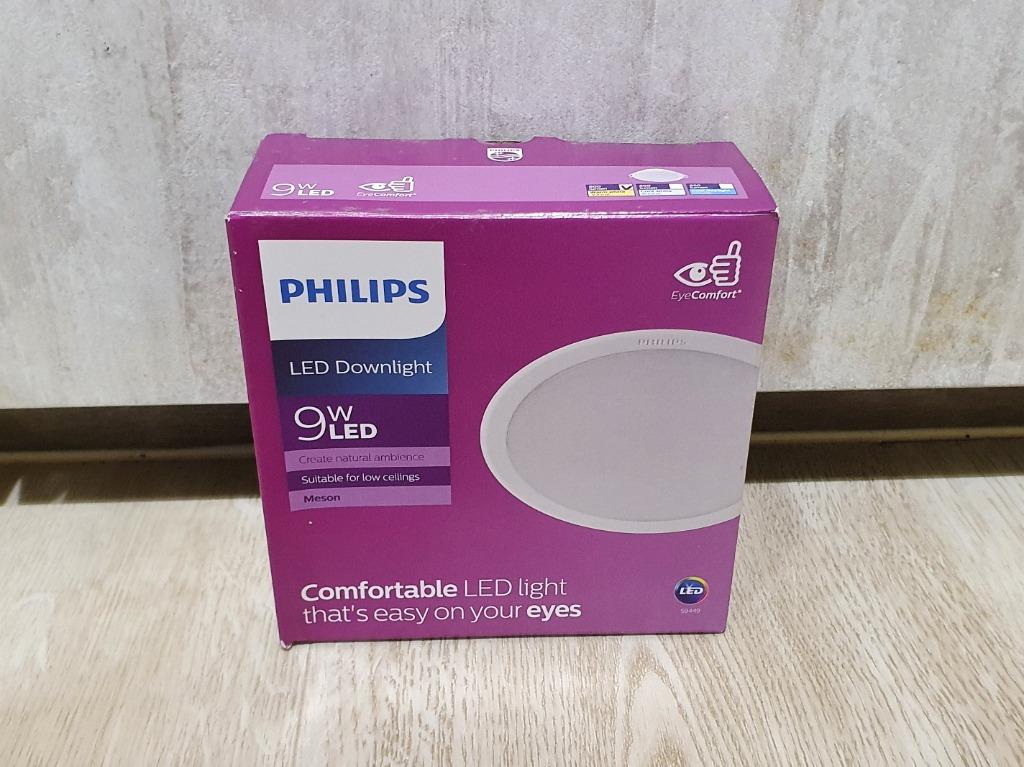 PHILIPS
9W
LED
EyeComfort*
PHILIPS
LED Downlight
9W
LED
Create natural ambience
Suitable for low ceilings
Meson
EyeComfort*
PHILIPS
Comfortable LED light
that's easy on your eyes
LED
59449